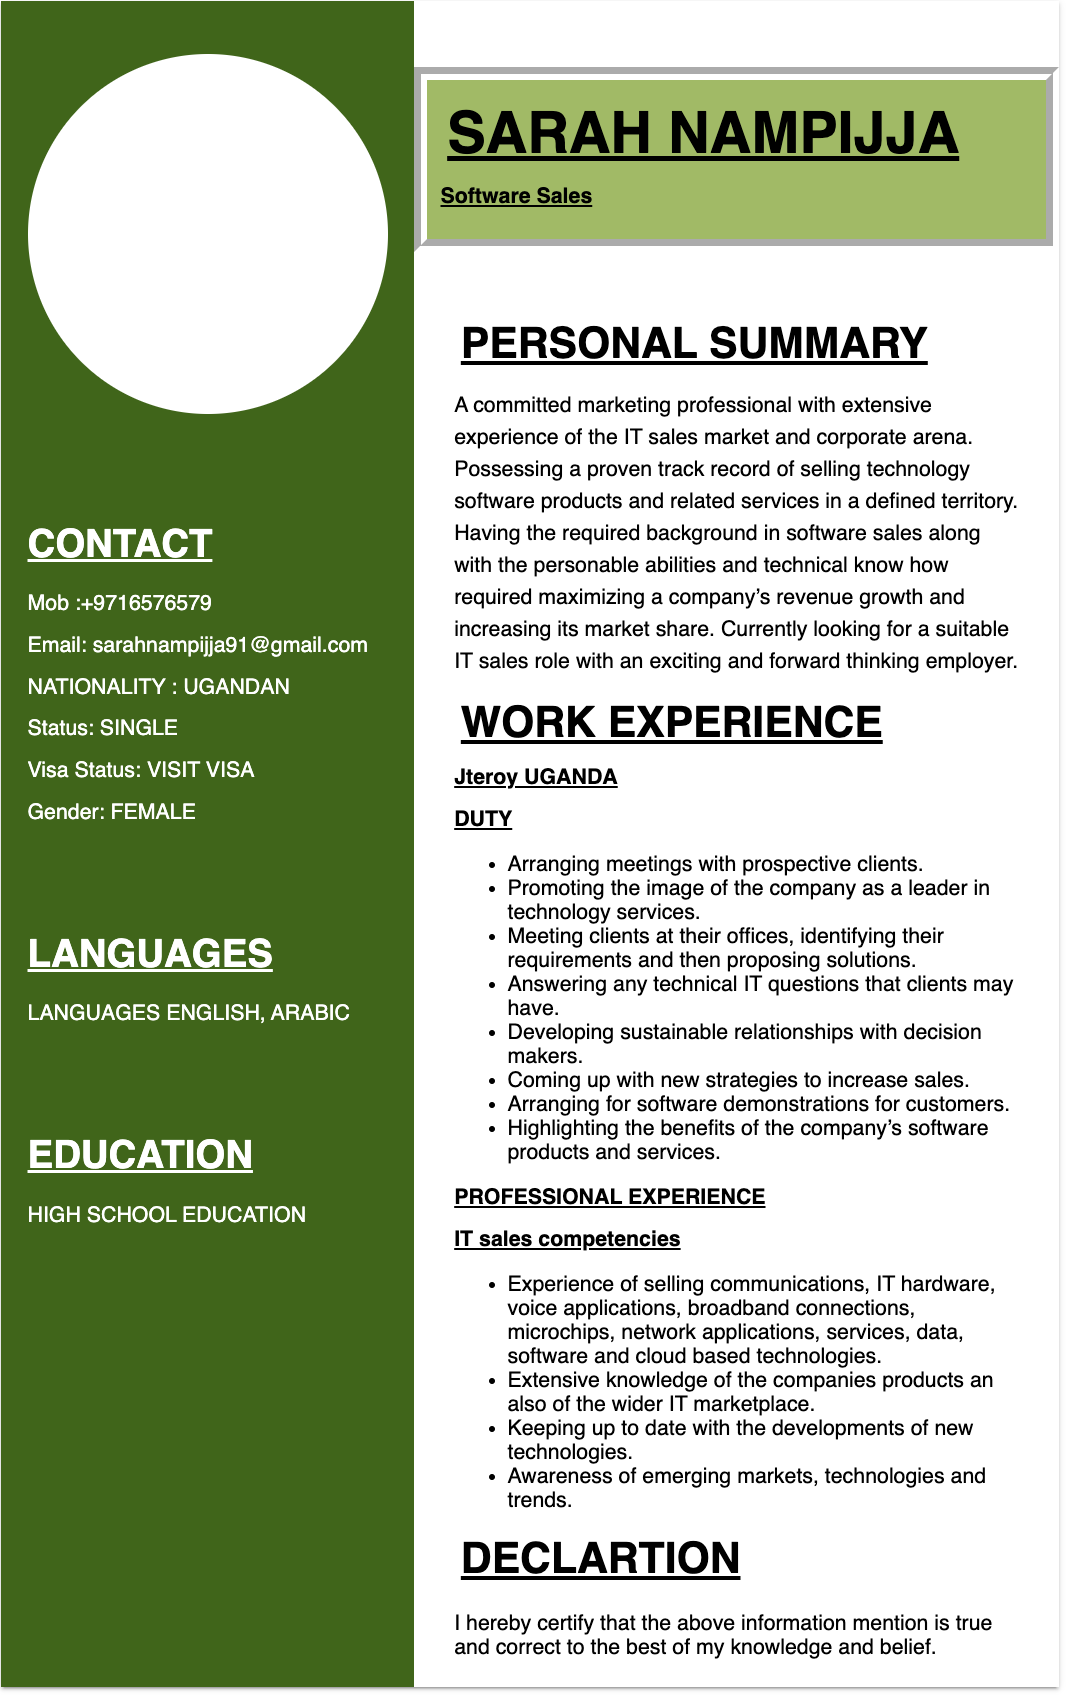 SARAH NAMPIJJA
Software Sales
CONTACT
Mob :+9716576579
Email: sarahnampijja91@gmail.com
NATIONALITY : UGANDAN
Status: SINGLE
Visa Status: VISIT VISA
Gender: FEMALE
LANGUAGES
LANGUAGES ENGLISH, ARABIC
EDUCATION
HIGH SCHOOL EDUCATION
PERSONAL SUMMARY
A committed marketing professional with extensive
experience of the IT sales market and corporate arena.
Possessing a proven track record of selling technology
software products and related services in a defined territory.
Having the required background in software sales along
with the personable abilities and technical know how
required maximizing a company’s revenue growth and
increasing its market share. Currently looking for a suitable
IT sales role with an exciting and forward thinking employer.
WORK EXPERIENCE
Jteroy UGANDA
DUTY
• Arranging meetings with prospective clients.
• Promoting the image of the company as a leader in
technology services.
• Meeting clients at their offices, identifying their
requirements and then proposing solutions.
• Answering any technical IT questions that clients may
have.
• Developing sustainable relationships with decision
makers.
• Coming up with new strategies to increase sales.
• Arranging for software demonstrations for customers.
• Highlighting the benefits of the company’s software
products and services.
PROFESSIONAL EXPERIENCE
IT sales competencies
• Experience of selling communications, IT hardware,
voice applications, broadband connections,
microchips, network applications, services, data,
software and cloud based technologies.
• Extensive knowledge of the companies products an
also of the wider IT marketplace.
• Keeping up to date with the developments of new
technologies.
• Awareness of emerging markets, technologies and
trends.
DECLARTION
I hereby certify that the above information mention is true
and correct to the best of my knowledge and belief.